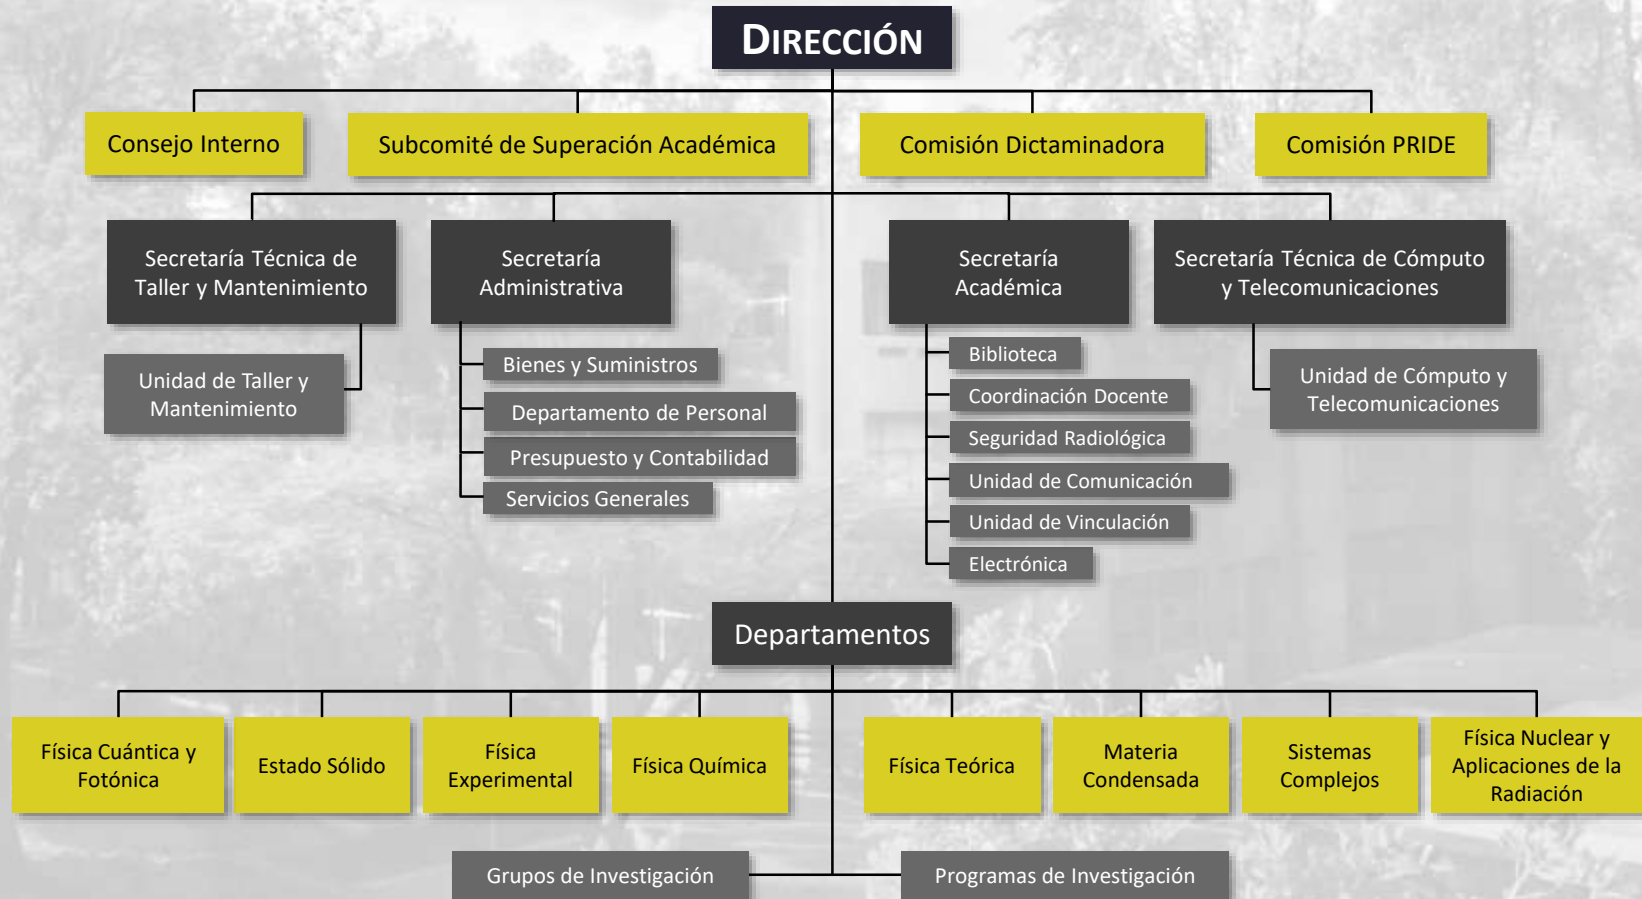 DIRECCIÓN
Consejo Interno
Subcomité de Superación Académica
Comisión Dictaminadora
Comisión PRIDE
Secretaría Técnica de
Taller y Mantenimiento
Secretaría
Administrativa
Secretaría
Académica
Secretaría Técnica de Cómputo
y Telecomunicaciones
Unidad de Taller y
Mantenimiento
Bienes y Suministros
Departamento de Personal
Presupuesto y Contabilidad
Servicios Generales
Biblioteca
Coordinación Docente
Seguridad Radiológica
Unidad de Comunicación
Unidad de Vinculación
Electrónica
Unidad de Cómputo y
Telecomunicaciones
Departamentos
Física Cuántica y
Fotónica
Estado Sólido
Física
Experimental
Física Química
Física Teórica
Materia
Condensada
Sistemas
Complejos
Física Nuclear y
Aplicaciones de la
Radiación
Grupos de Investigación
Programas de Investigación